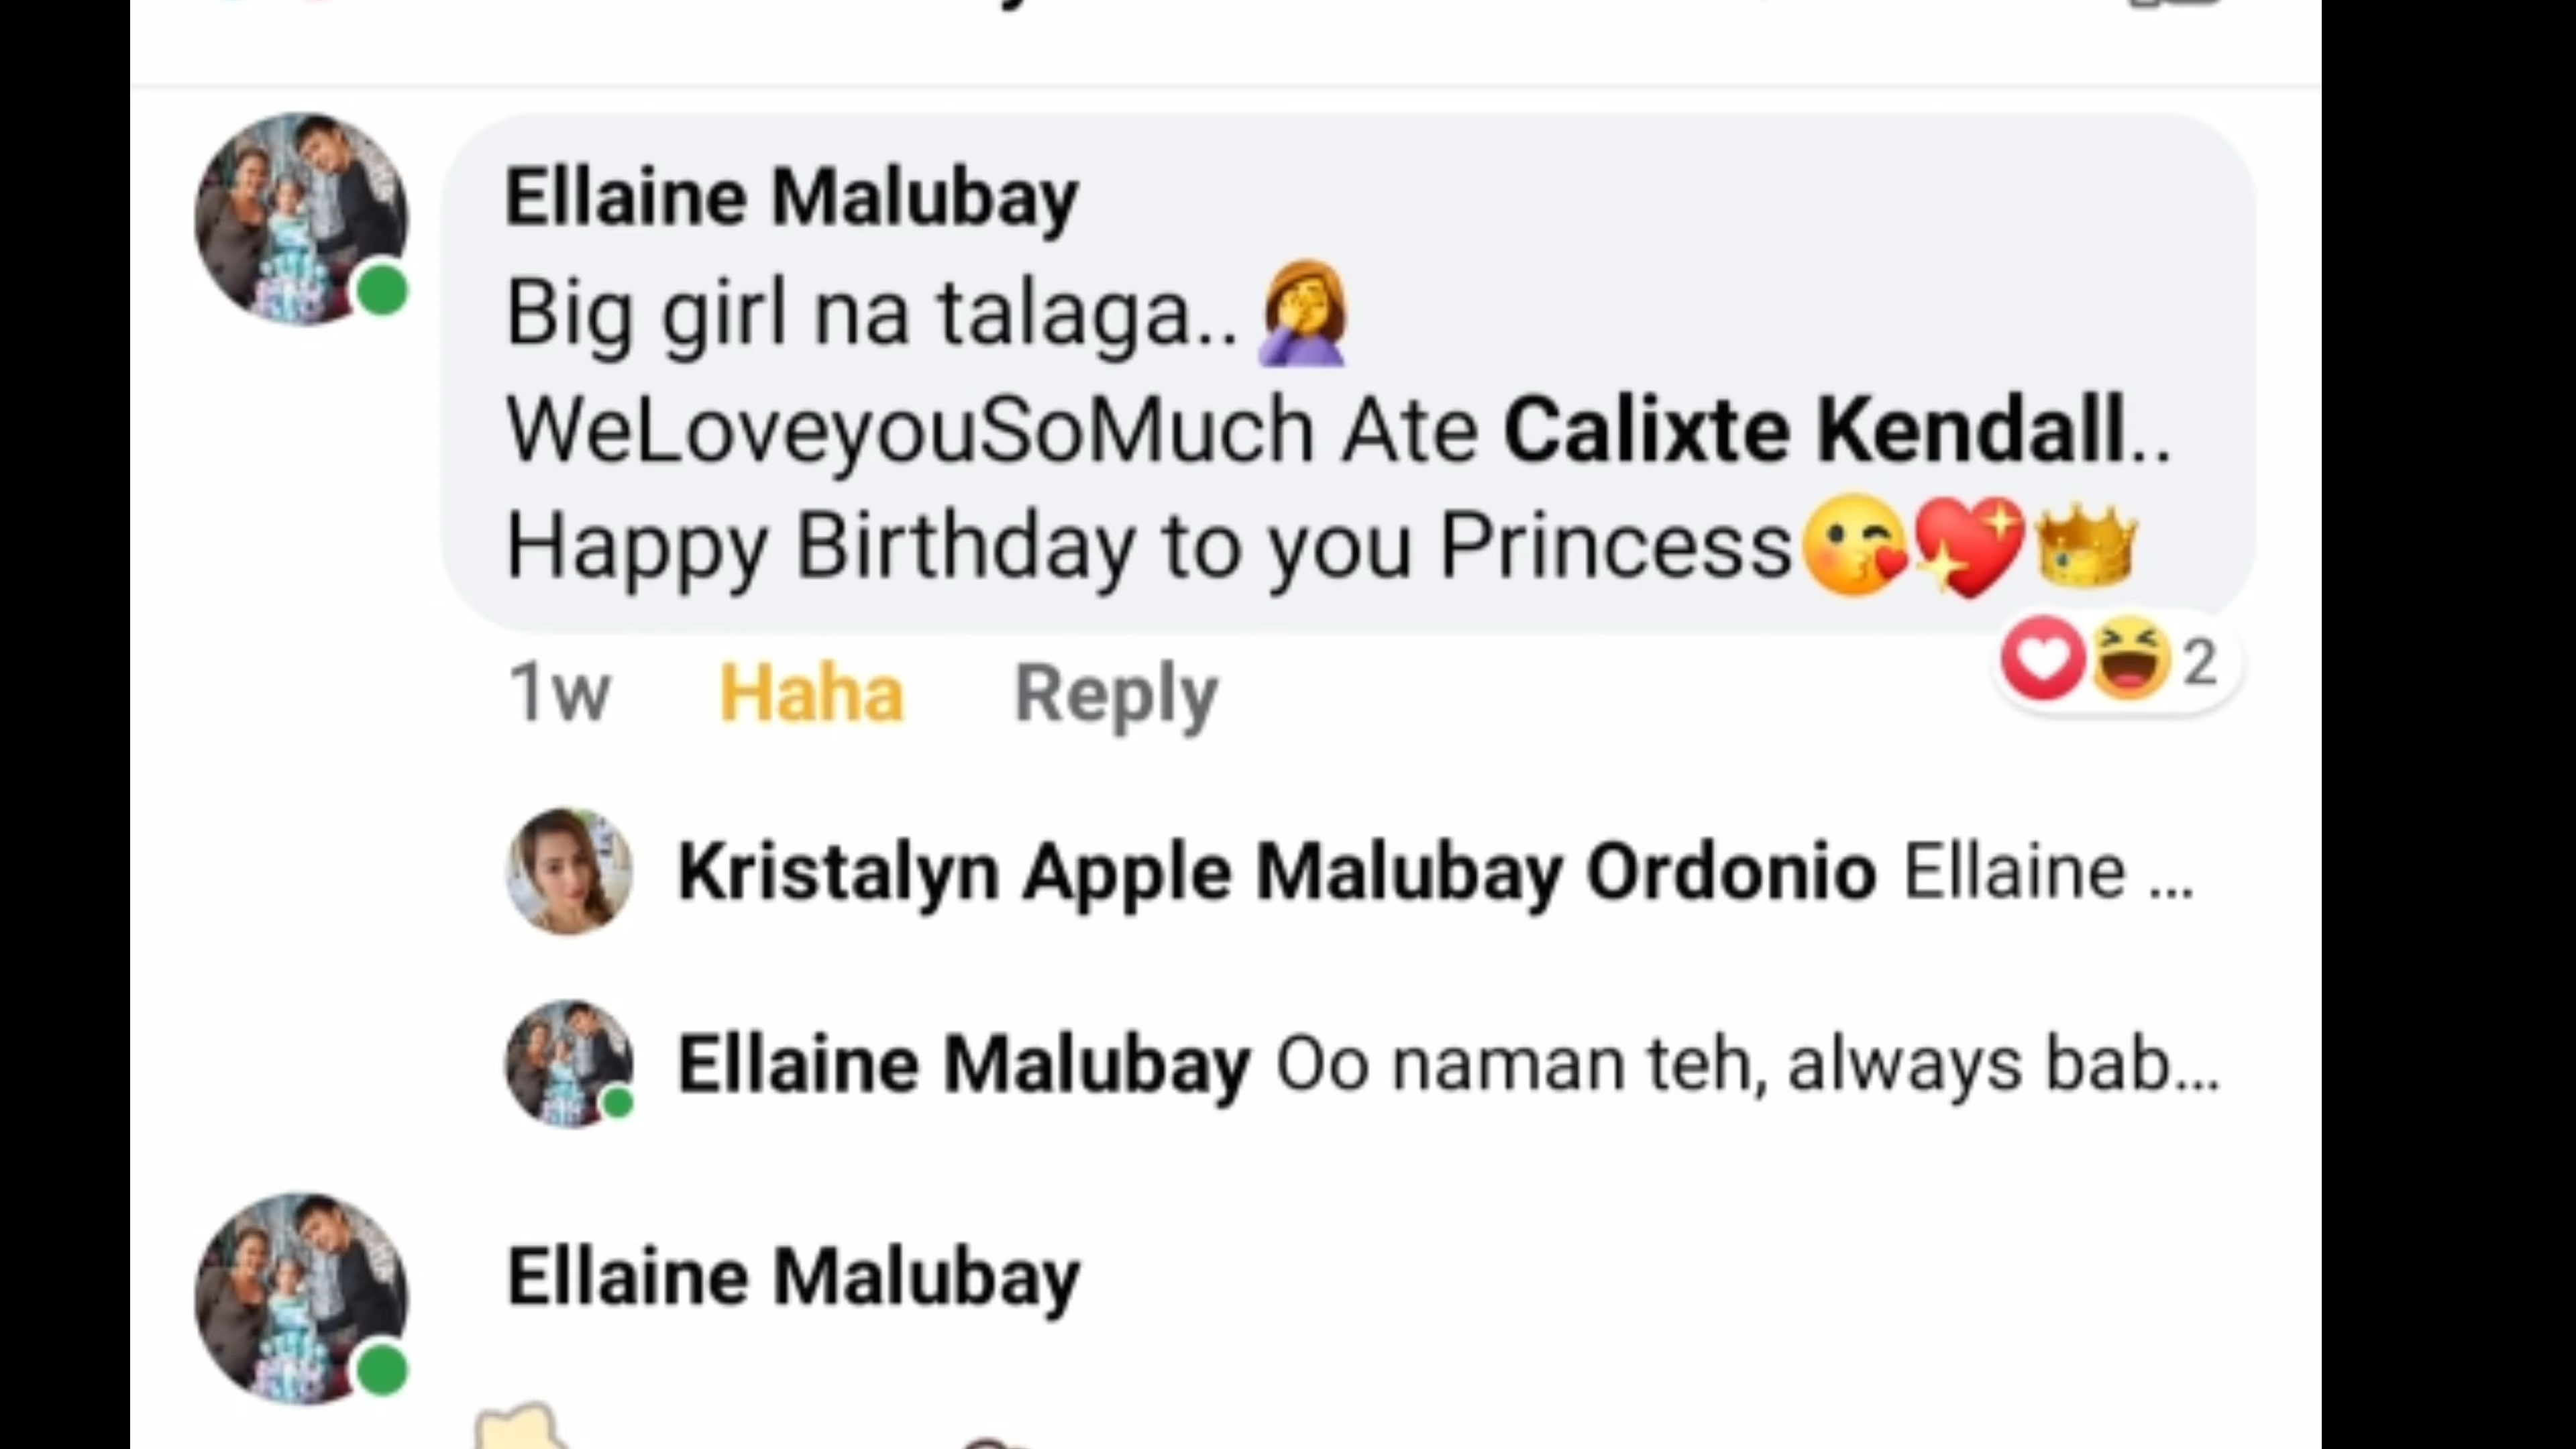 Ellaine Malubay
Big girl na talaga..🤦‍♀️
WeLoveyouSoMuch Ate Calixte Kendall..
Happy Birthday to you Princess😘💖👑
1w Haha Reply 2
Kristalyn Apple Malubay Ordonio Ellaine ...
Ellaine Malubay Oo naman teh, always bab...
Ellaine Malubay